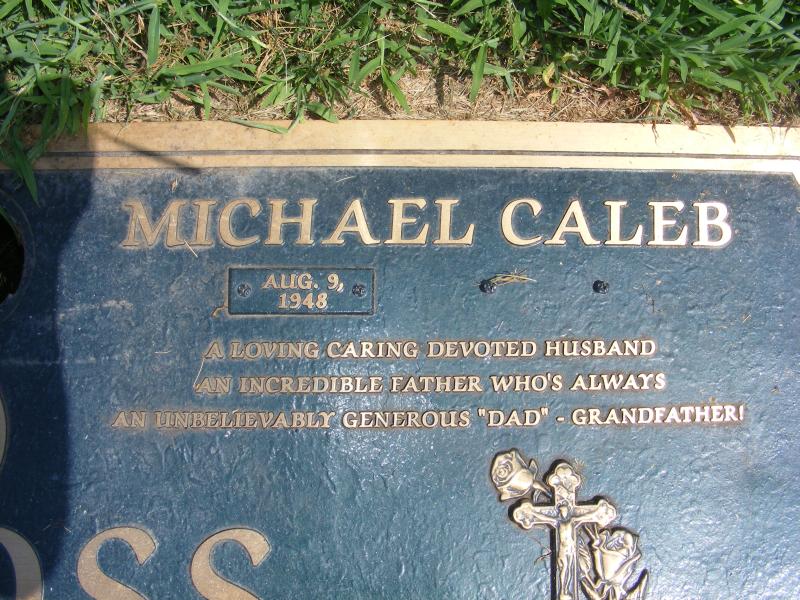 MICHAEL CALEB
AUG. 9,
1948
A LOVING CARING DEVOTED HUSBAND
AN INCREDIBLE FATHER WHO'S ALWAYS
AN UNBELIEVABLY GENEROUS "DAD" - GRANDFATHER!